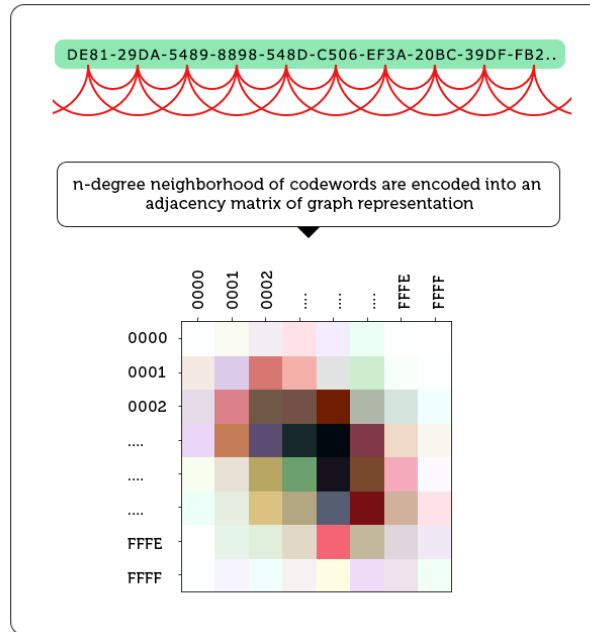 DE81-29DA-5489-8898-548D-C506-EF3A-20BC-39DF-FB2..
n-degree neighborhood of codewords are encoded into an
adjacency matrix of graph representation
0000 0001 0002 .... .... .... FFFE FFFF
0000
0001
0002
....
....
....
FFFE
FFFF